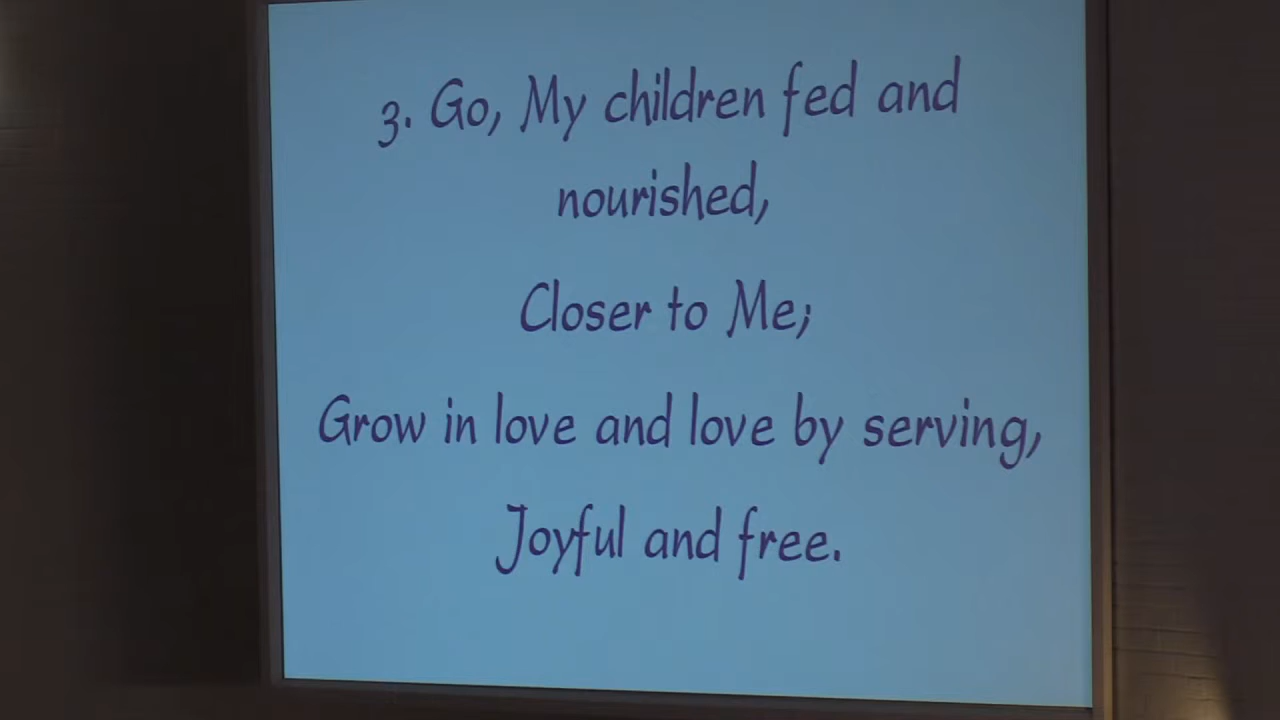 3. Go, My children fed and
nourished,
Closer to Me;
Grow in love and love by serving,
Joyful and free.